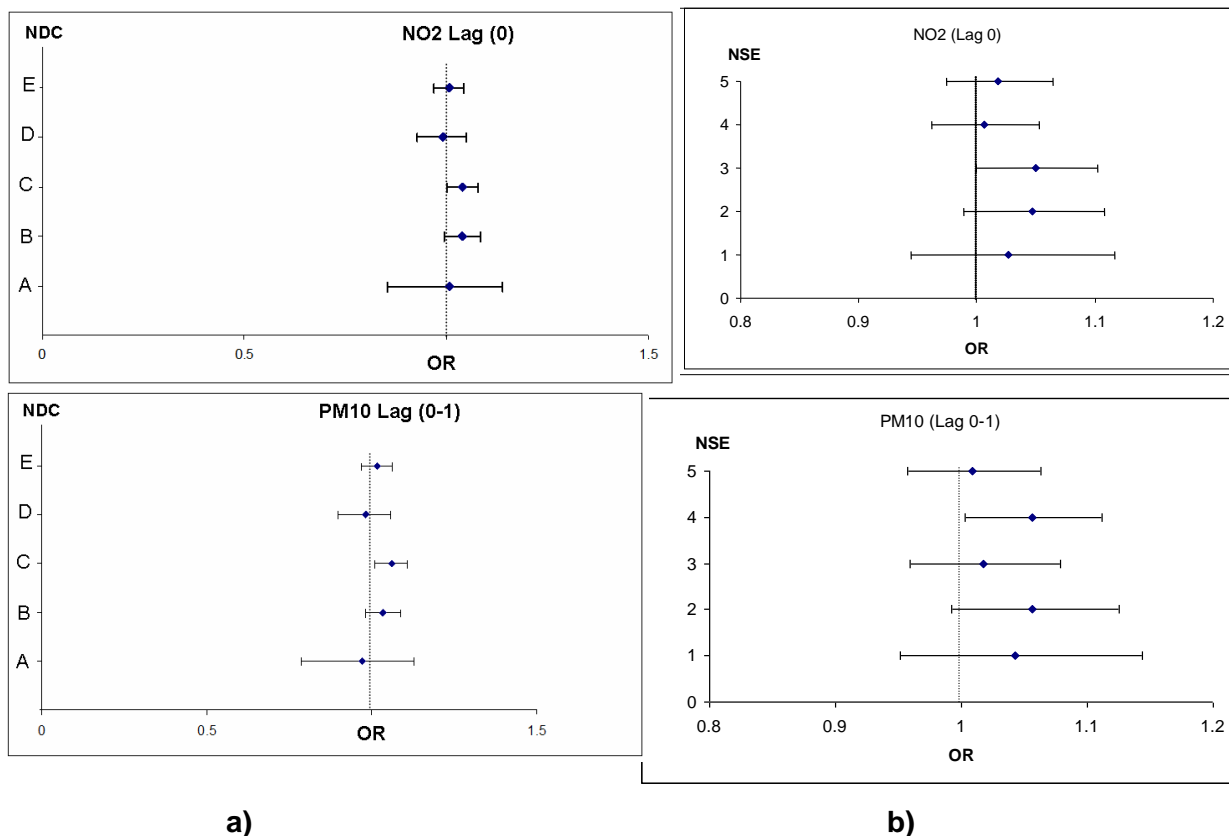 NDC
NO2 Lag (0)
E
D
C
B
A
0
0.5
1.5
OR
NO2 (Lag 0)
NSE
5
4
3
2
1
0
0.8
0.9
1
1.1
1.2
OR
NDC
PM10 Lag (0-1)
E
D
C
B
A
0
0.5
1.5
OR
PM10 (Lag 0-1)
NSE
5
4
3
2
1
0
0.8
0.9
1
1.1
1.2
OR
a)
b)